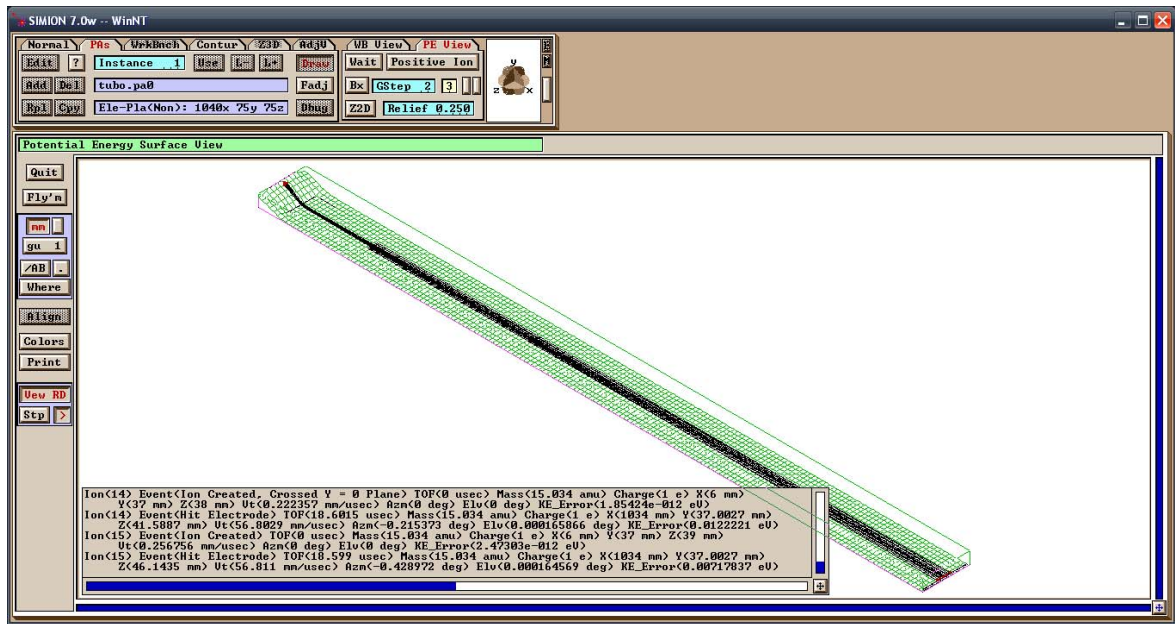 SIMION 7.0w -- WinNT
Normal PAs WrkBnch Contur Z3D AdjV WB View PE View
Edit ? Instance 1 Use L- L+ Draw Wait Positive Ion
Add Del tubo.pa0 Fadj Bx GStep 2 3
Rpl Cpy Ele-Pla(Non): 1040x 75y 75z Dbug Z2D Relief 0.250
y
z x
Potential Energy Surface View
Quit
Fly'm
mm
gu 1
/AB .
Where
Align
Colors
Print
Vew RD
Stp >
Ion(14) Event(Ion Created, Crossed Y = 0 Plane) TOF(0 usec) Mass(15.034 amu) Charge(1 e) X(6 mm)
Y(37 mm) Z(38 mm) Vt(0.222357 mm/usec) Azm(0 deg) Elv(0 deg) KE_Error(1.85424e-012 eV)
Ion(14) Event(Hit Electrode) TOF(18.6015 usec) Mass(15.034 amu) Charge(1 e) X(1034 mm) Y(37.0027 mm)
Z(41.5887 mm) Vt(56.8029 mm/usec) Azm(-0.215373 deg) Elv(0.000165866 deg) KE_Error(0.0122221 eV)
Ion(15) Event(Ion Created) TOF(0 usec) Mass(15.034 amu) Charge(1 e) X(6 mm) Y(37 mm) Z(39 mm)
Vt(0.256756 mm/usec) Azm(0 deg) Elv(0 deg) KE_Error(2.47303e-012 eV)
Ion(15) Event(Hit Electrode) TOF(18.599 usec) Mass(15.034 amu) Charge(1 e) X(1034 mm) Y(37.0027 mm)
Z(46.1435 mm) Vt(56.811 mm/usec) Azm(-0.428972 deg) Elv(0.000164569 deg) KE_Error(0.00717837 eV)